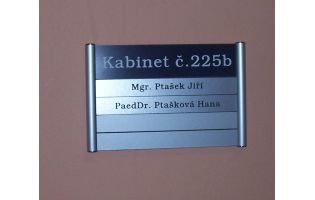 Kabinet č.225b
Mgr. Ptašek Jiří
PaedDr. Ptašková Hana